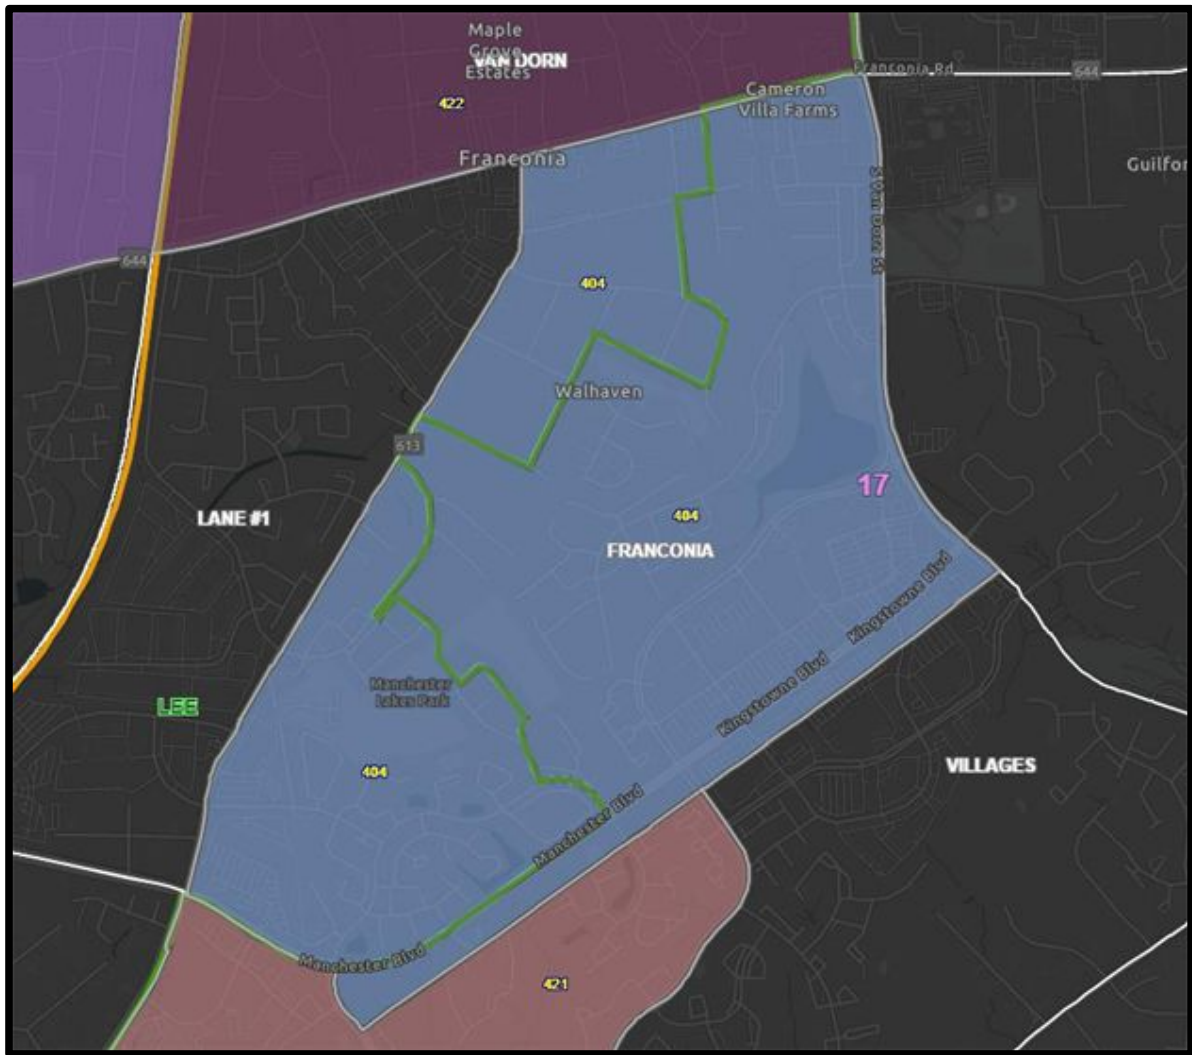 Maple
Grove
Estates
VAN DORN
422
Franconia Rd
644
Cameron
Villa Farms
Franconia
Guilfor
S Van Dorn St
644
404
Walhaven
613
17
LANE #1
404
FRANCONIA
Kingstowne Blvd
Manchester
Lakes Park
Kingstowne Blvd
LEE
404
VILLAGES
Manchester Blvd
Manchester Blvd
421